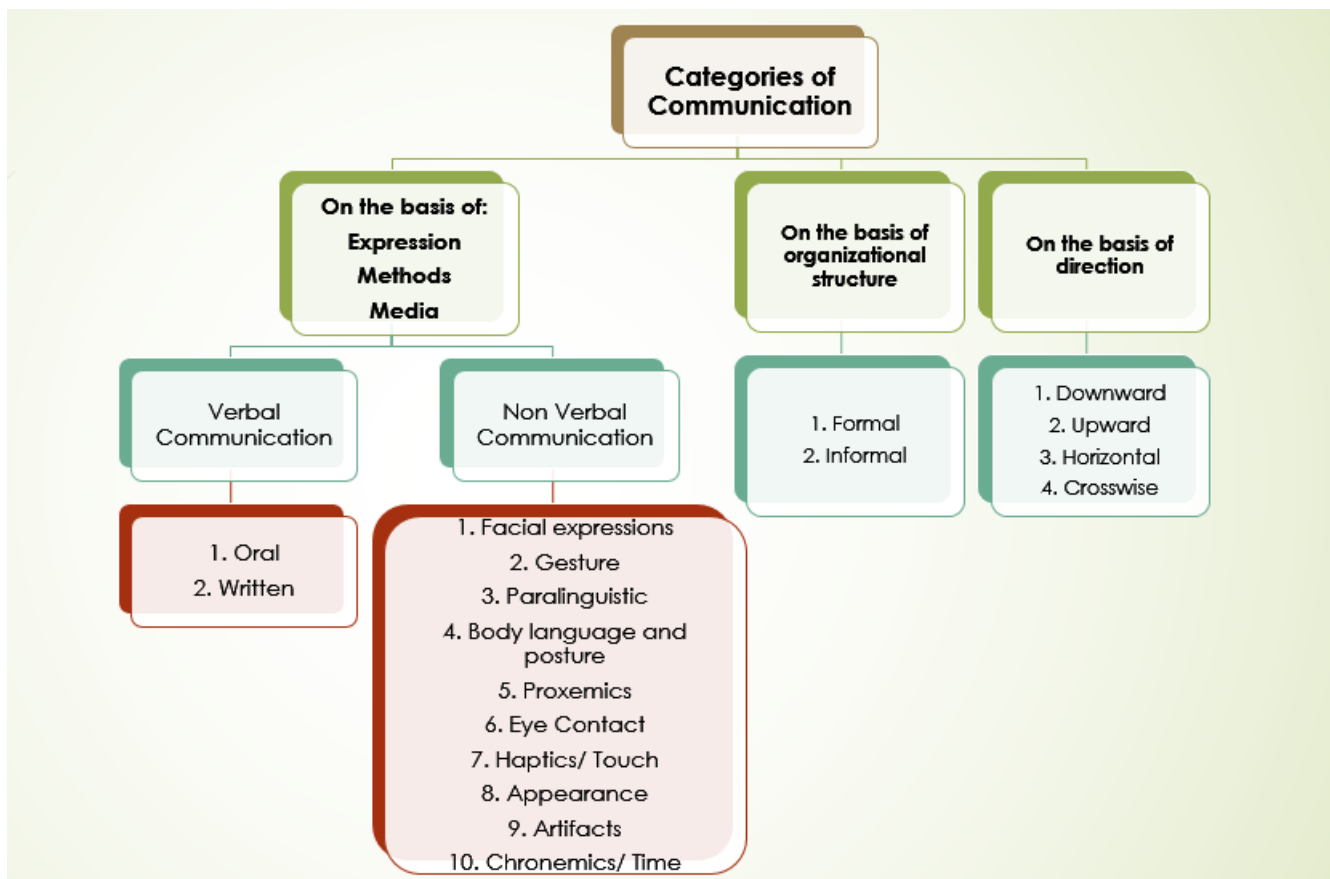 Categories of
Communication
On the basis of:
Expression
Methods
Media
On the basis of
organizational
structure
On the basis of
direction
Verbal
Communication
Non Verbal
Communication
1. Formal
2. Informal
1. Downward
2. Upward
3. Horizontal
4. Crosswise
1. Oral
2. Written
1. Facial expressions
2. Gesture
3. Paralinguistic
4. Body language and
posture
5. Proxemics
6. Eye Contact
7. Haptics/ Touch
8. Appearance
9. Artifacts
10. Chronemics/ Time